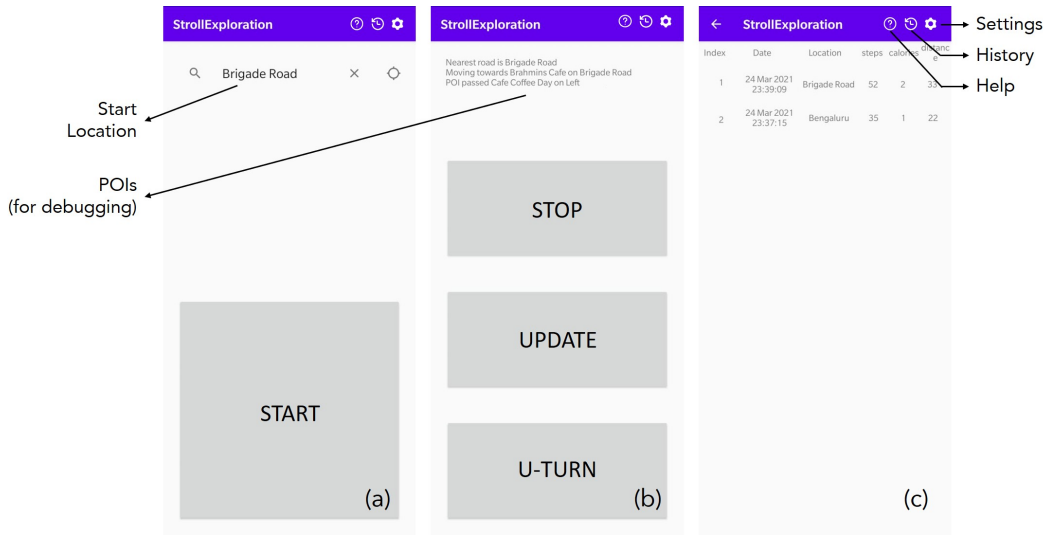 StrollExploration
Brigade Road
START
(a)
StrollExploration
Nearest road is Brigade Road
Moving towards Brahmins Cafe on Brigade Road
POI passed Cafe Coffee Day on Left
STOP
UPDATE
U-TURN
(b)
StrollExploration
Index Date Location steps calories distanc
e
1 24 Mar 2021 Brigade Road 52 2 33
23:39:09
2 24 Mar 2021 Bengaluru 35 1 22
23:37:15
(c)
Start
Location
POIs
(for debugging)
Settings
History
Help